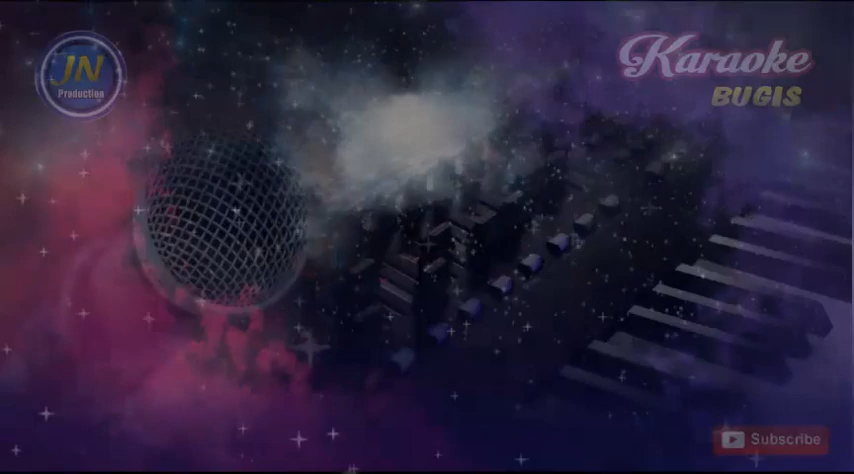 JN
Production
Karaoke
BUGIS
Subscribe